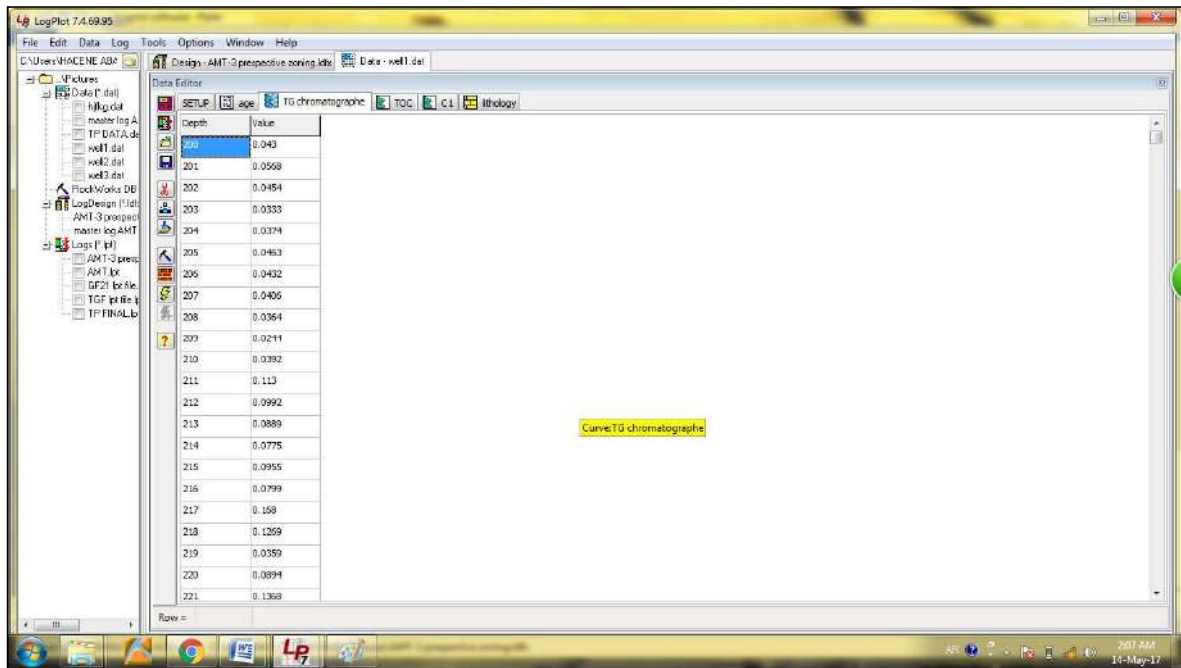 LogPlot 7.4.69.95
File Edit Data Log Tools Options Window Help
C:\Users\HACENE ABA
Design - AMT-3 prespective zoning.ldfx Data - well1.dat
..\Pictures
Data (*.dat)
hjlkg.dat
master log A
TP DATA.da
well1.dat
well2.dat
well3.dat
RockWorks DB
LogDesign (*.ldf
AMT-3 prespect
master log AMT
Logs (*.lpt)
AMT-3 presp
AMT.lpt
GF21 lpt file.
TGF lpt file.lp
TP FINAL.lp
Data Editor
SETUP age TG chromatographe TOC C1 lithology
Depth Value
200 0.043
201 0.0568
202 0.0454
203 0.0333
204 0.0374
205 0.0463
206 0.0432
207 0.0406
208 0.0364
209 0.0244
210 0.0392
211 0.113
212 0.0992
213 0.0889
214 0.0775
215 0.0955
216 0.0799
217 0.168
218 0.1269
219 0.0359
220 0.0894
221 0.1368
Curve:TG chromatographe
Row =
2:07 AM
14-May-17